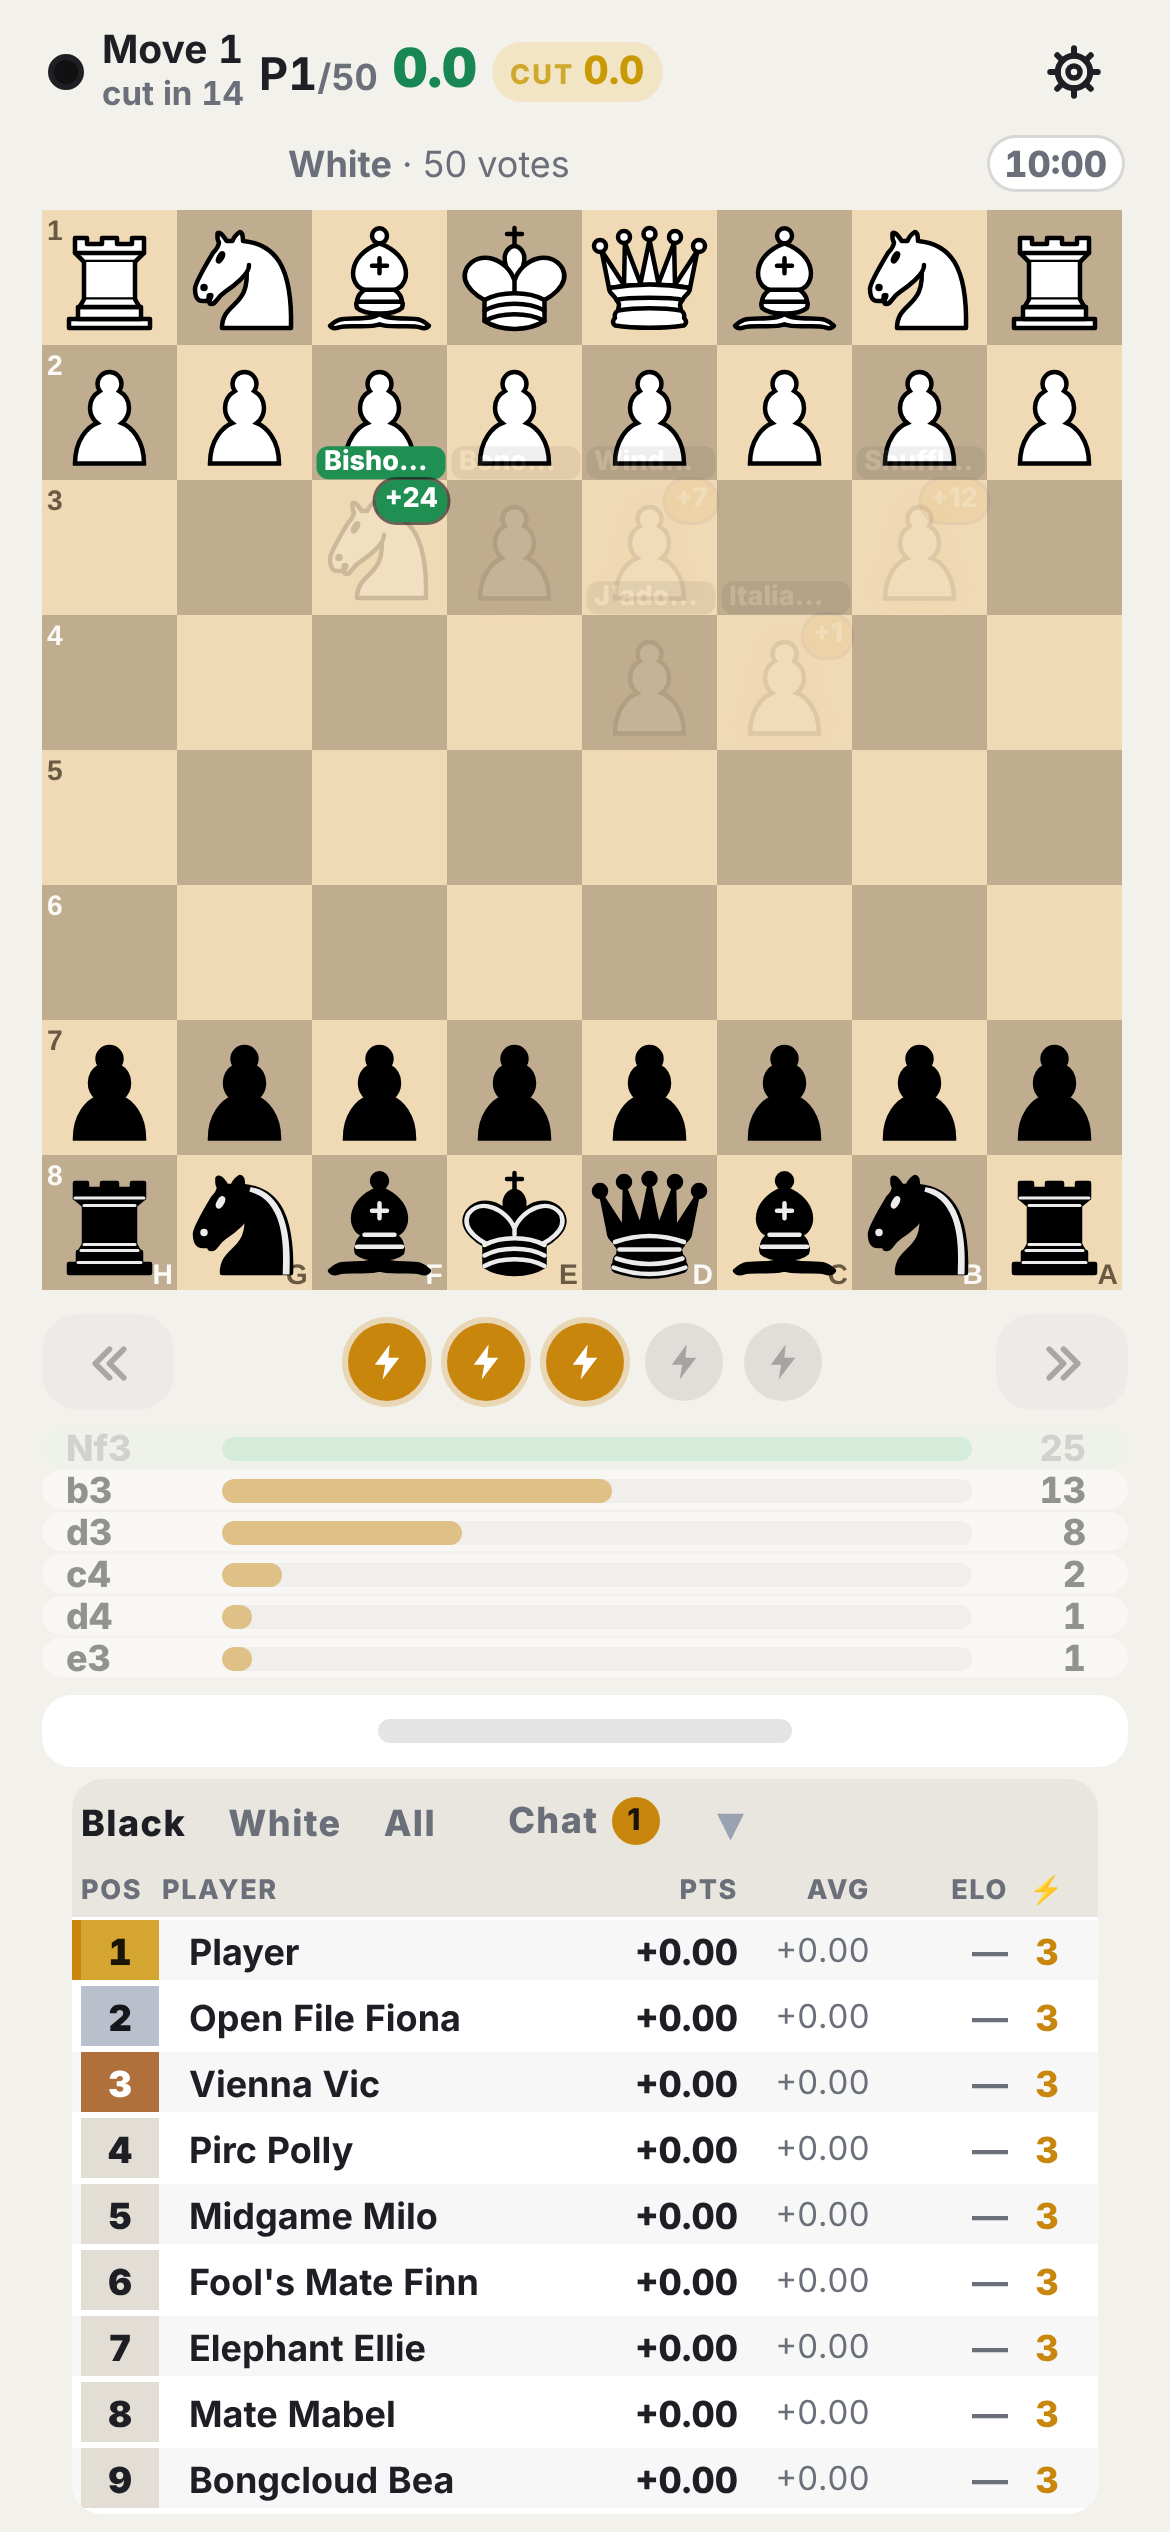 Move 1
cut in 14
P1/50 0.0 CUT 0.0
White · 50 votes
10:00
1
2
Bisho...
Beno...
Wind...
Shuffl...
3
+24
+7
+12
J'ado...
Italia...
4
+1
5
6
7
8
H G F E D C B A
Nf3 25
b3 13
d3 8
c4 2
d4 1
e3 1
Black White All Chat 1 ▼
POS PLAYER PTS AVG ELO ⚡
1 Player +0.00 +0.00 — 3
2 Open File Fiona +0.00 +0.00 — 3
3 Vienna Vic +0.00 +0.00 — 3
4 Pirc Polly +0.00 +0.00 — 3
5 Midgame Milo +0.00 +0.00 — 3
6 Fool's Mate Finn +0.00 +0.00 — 3
7 Elephant Ellie +0.00 +0.00 — 3
8 Mate Mabel +0.00 +0.00 — 3
9 Bongcloud Bea +0.00 +0.00 — 3